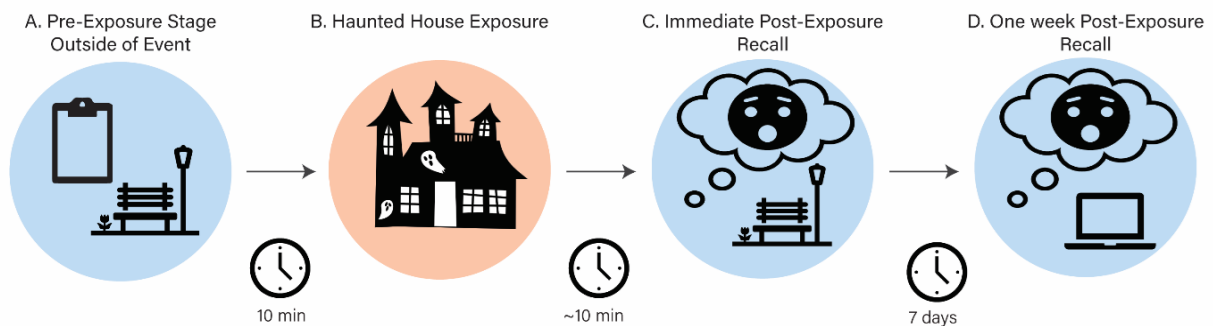 A. Pre-Exposure Stage
Outside of Event
B. Haunted House Exposure
C. Immediate Post-Exposure
Recall
D. One week Post-Exposure
Recall
10 min
~10 min
7 days